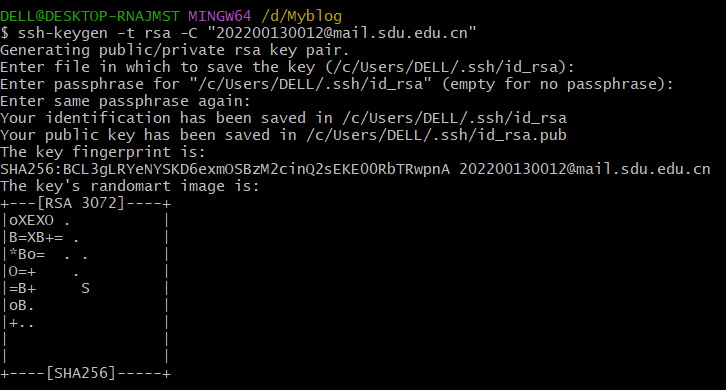 DELL@DESKTOP-RNAJMST MINGW64 /d/Myblog
$ ssh-keygen -t rsa -C "202200130012@mail.sdu.edu.cn"
Generating public/private rsa key pair.
Enter file in which to save the key (/c/Users/DELL/.ssh/id_rsa):
Enter passphrase for "/c/Users/DELL/.ssh/id_rsa" (empty for no passphrase):
Enter same passphrase again:
Your identification has been saved in /c/Users/DELL/.ssh/id_rsa
Your public key has been saved in /c/Users/DELL/.ssh/id_rsa.pub
The key fingerprint is:
SHA256:BCL3gLRYeNYSKD6exmOSBzM2cinQ2sEKE00RbTRwpnA 202200130012@mail.sdu.edu.cn
The key's randomart image is:
+---[RSA 3072]----+
|oXEXO .          |
|B=XB+= .         |
|*Bo=  . .        |
|O=+    .         |
|=B+     S        |
|oB.              |
|+..              |
|                 |
|                 |
+----[SHA256]-----+